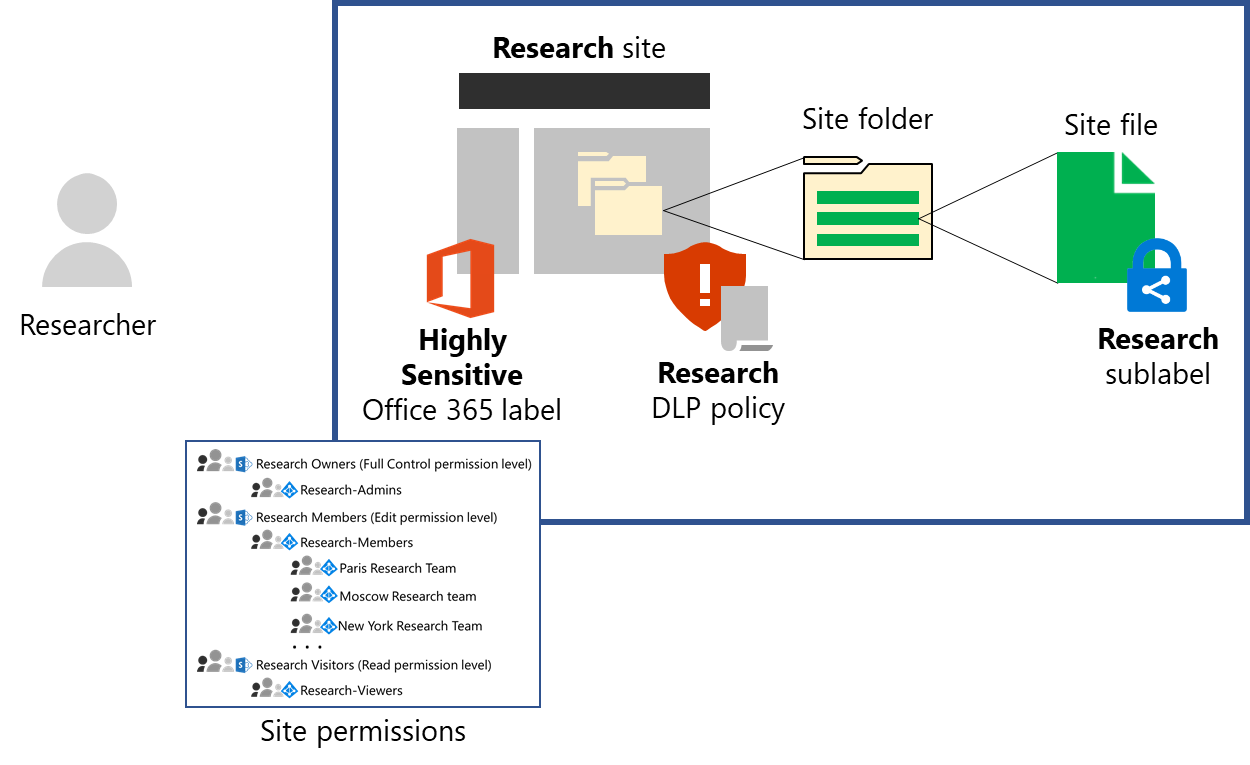 Research site
Site folder
Site file
Researcher
Highly
Sensitive
Office 365 label
Research
DLP policy
Research
sublabel
S Research Owners (Full Control permission level)
Research-Admins
S Research Members (Edit permission level)
Research-Members
Paris Research Team
Moscow Research team
New York Research Team
. . .
S Research Visitors (Read permission level)
Research-Viewers
Site permissions